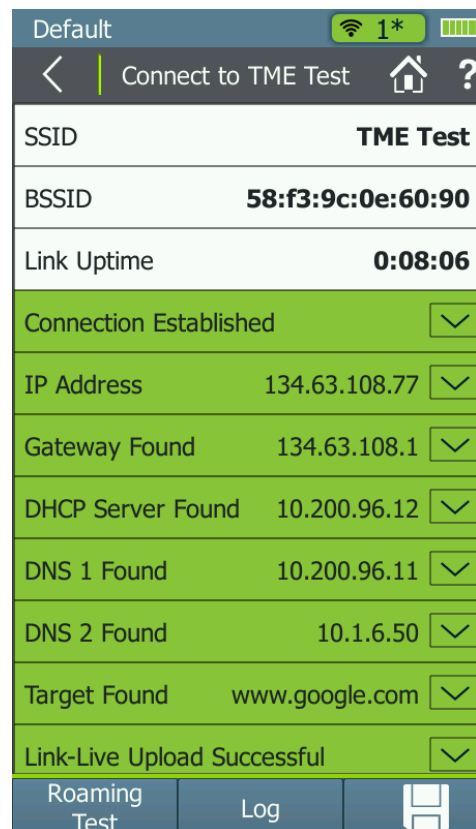 Default 1*
Connect to TME Test ?
SSID TME Test
BSSID 58:f3:9c:0e:60:90
Link Uptime 0:08:06
Connection Established
IP Address 134.63.108.77
Gateway Found 134.63.108.1
DHCP Server Found 10.200.96.12
DNS 1 Found 10.200.96.11
DNS 2 Found 10.1.6.50
Target Found www.google.com
Link-Live Upload Successful
Roaming
Test
Log